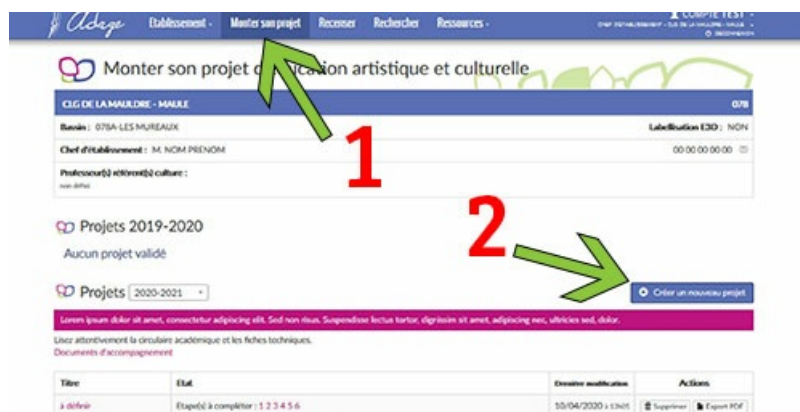 Adage Etablissement Monter son projet Recenser Rechercher Ressources
COMPTE TEST
DECONNEXION
Monter son projet d'éducation artistique et culturelle
CLG DE LA MAULDRE - MAULE 078
Bassin : 078A-LES MUREAUX Labellisation E3D : NON
Chef d'établissement : M. NOM PRENOM 00 00 00 00 00
Professeur(s) référent(s) culture :
non défini
1
Projets 2019-2020
Aucun projet validé
2
Projets 2020-2021 Créer un nouveau projet
Lorem ipsum dolor sit amet, consectetur adipiscing elit. Sed non risus. Suspendisse lectus tortor, dignissim sit amet, adipiscing nec, ultricies sed, dolor.
Lisez attentivement la circulaire académique et les fiches techniques.
Documents d'accompagnement
Titre Etat Dernière modification Actions
à définir Etape(s) à compléter : 1 2 3 4 5 6 10/04/2020 à 12h05 Supprimer Export PDF